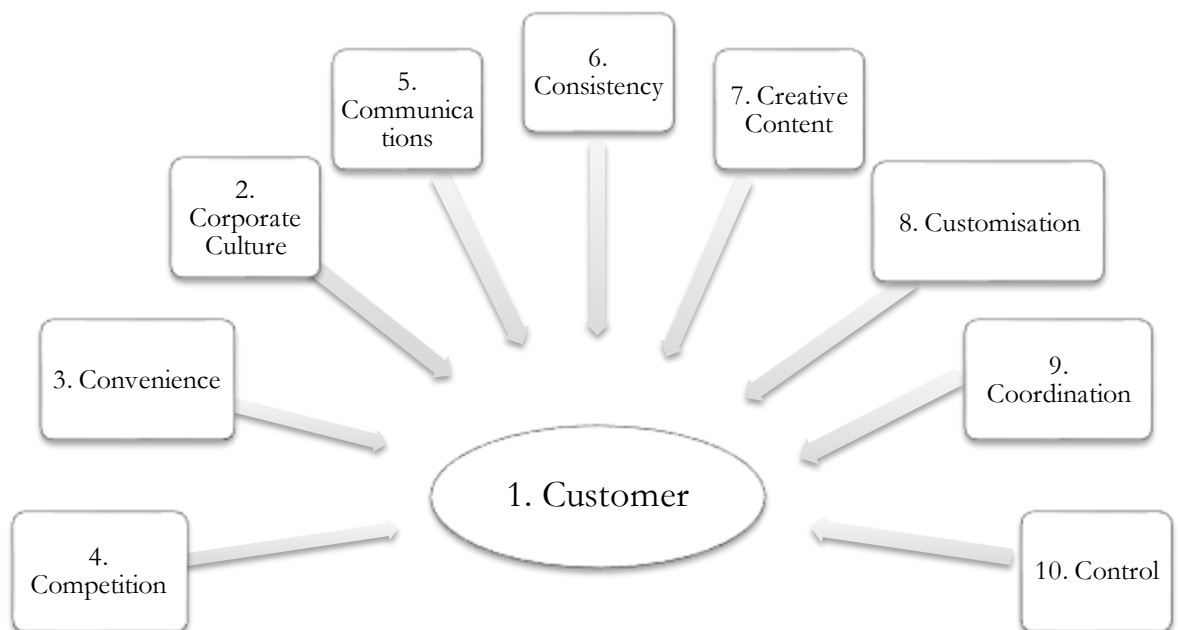 6.
Consistency
5.
Communica
tions
7. Creative
Content
2.
Corporate
Culture
8. Customisation
3. Convenience
9.
Coordination
1. Customer
4.
Competition
10. Control